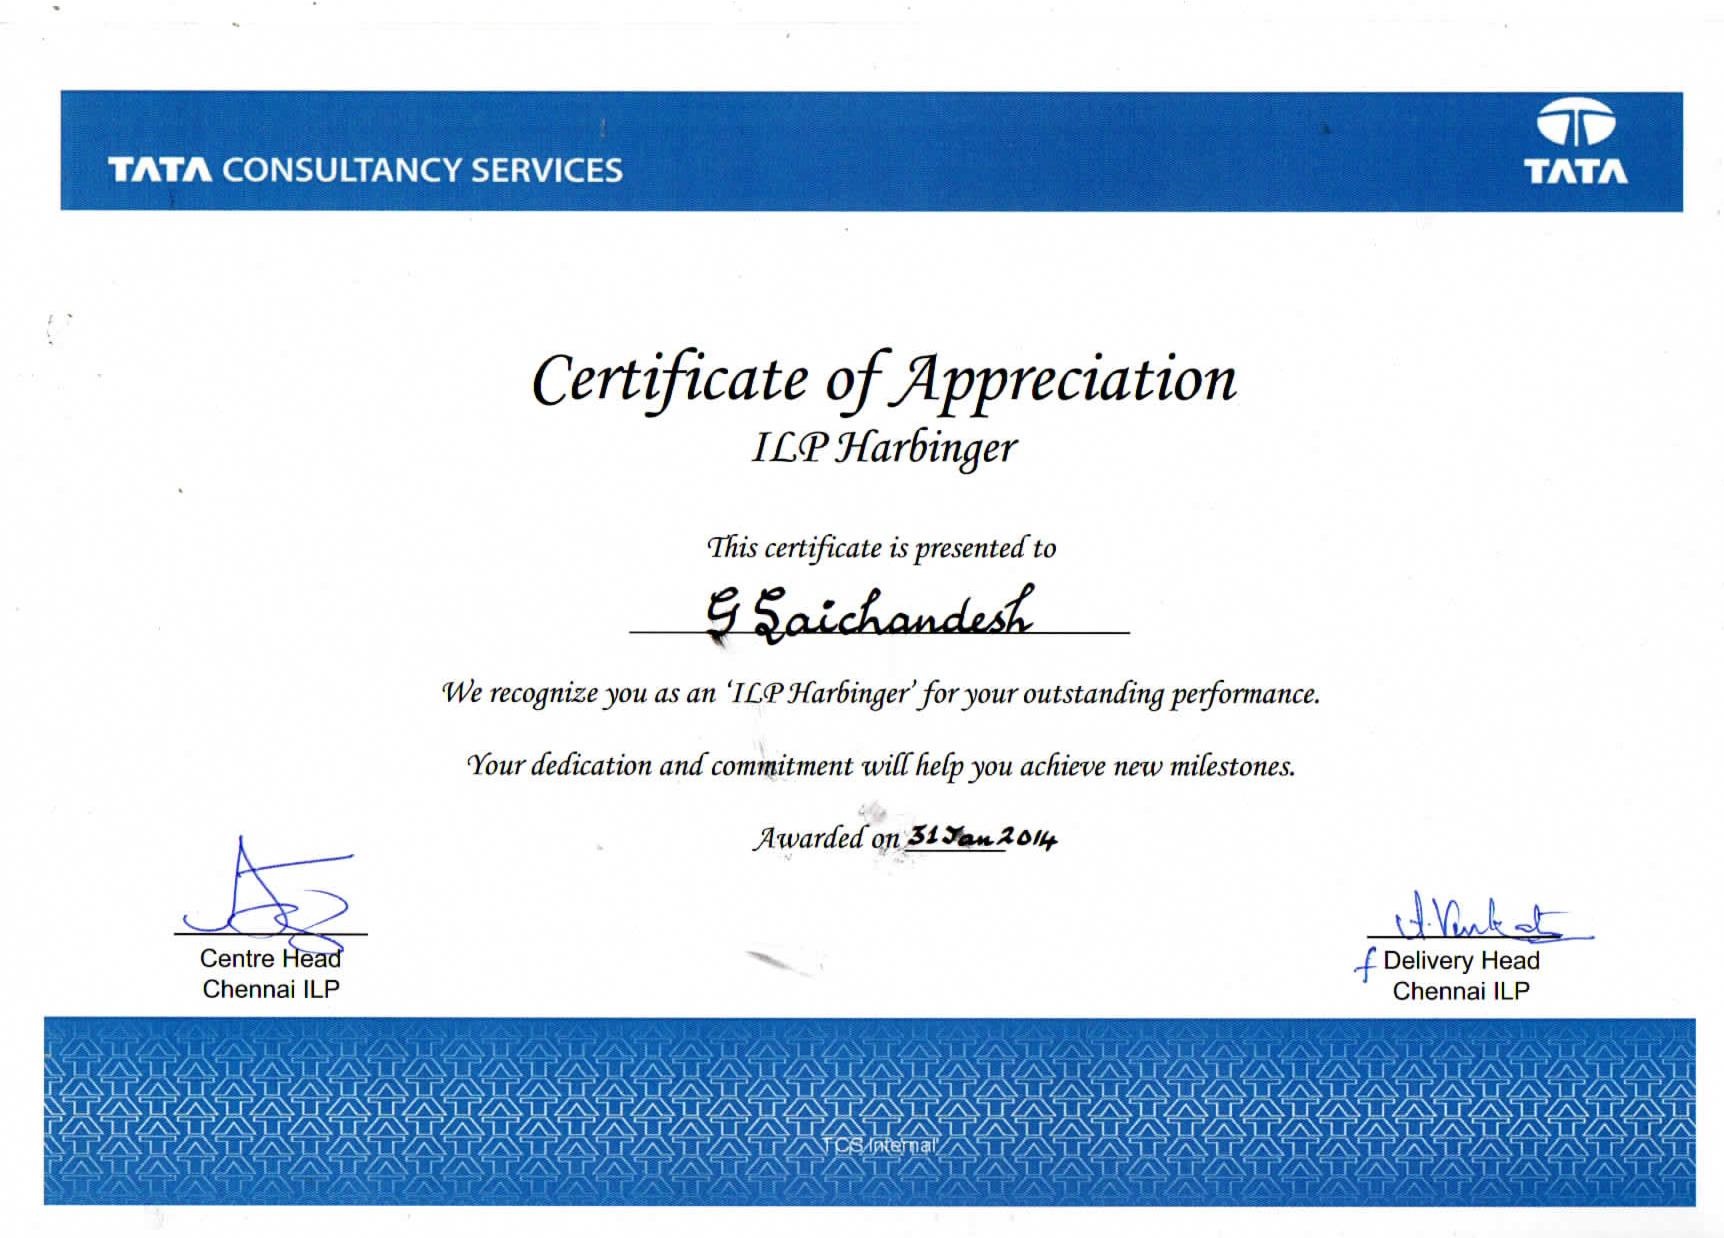 TATA CONSULTANCY SERVICES
TATA
Certificate of Appreciation
ILP Harbinger
This certificate is presented to
G Saichandesh
We recognize you as an ‘ILP Harbinger’ for your outstanding performance.
Your dedication and commitment will help you achieve new milestones.
Awarded on 31 Jan 2014
A. Venkat
Centre Head
Chennai ILP
f Delivery Head
Chennai ILP
TCS Internal